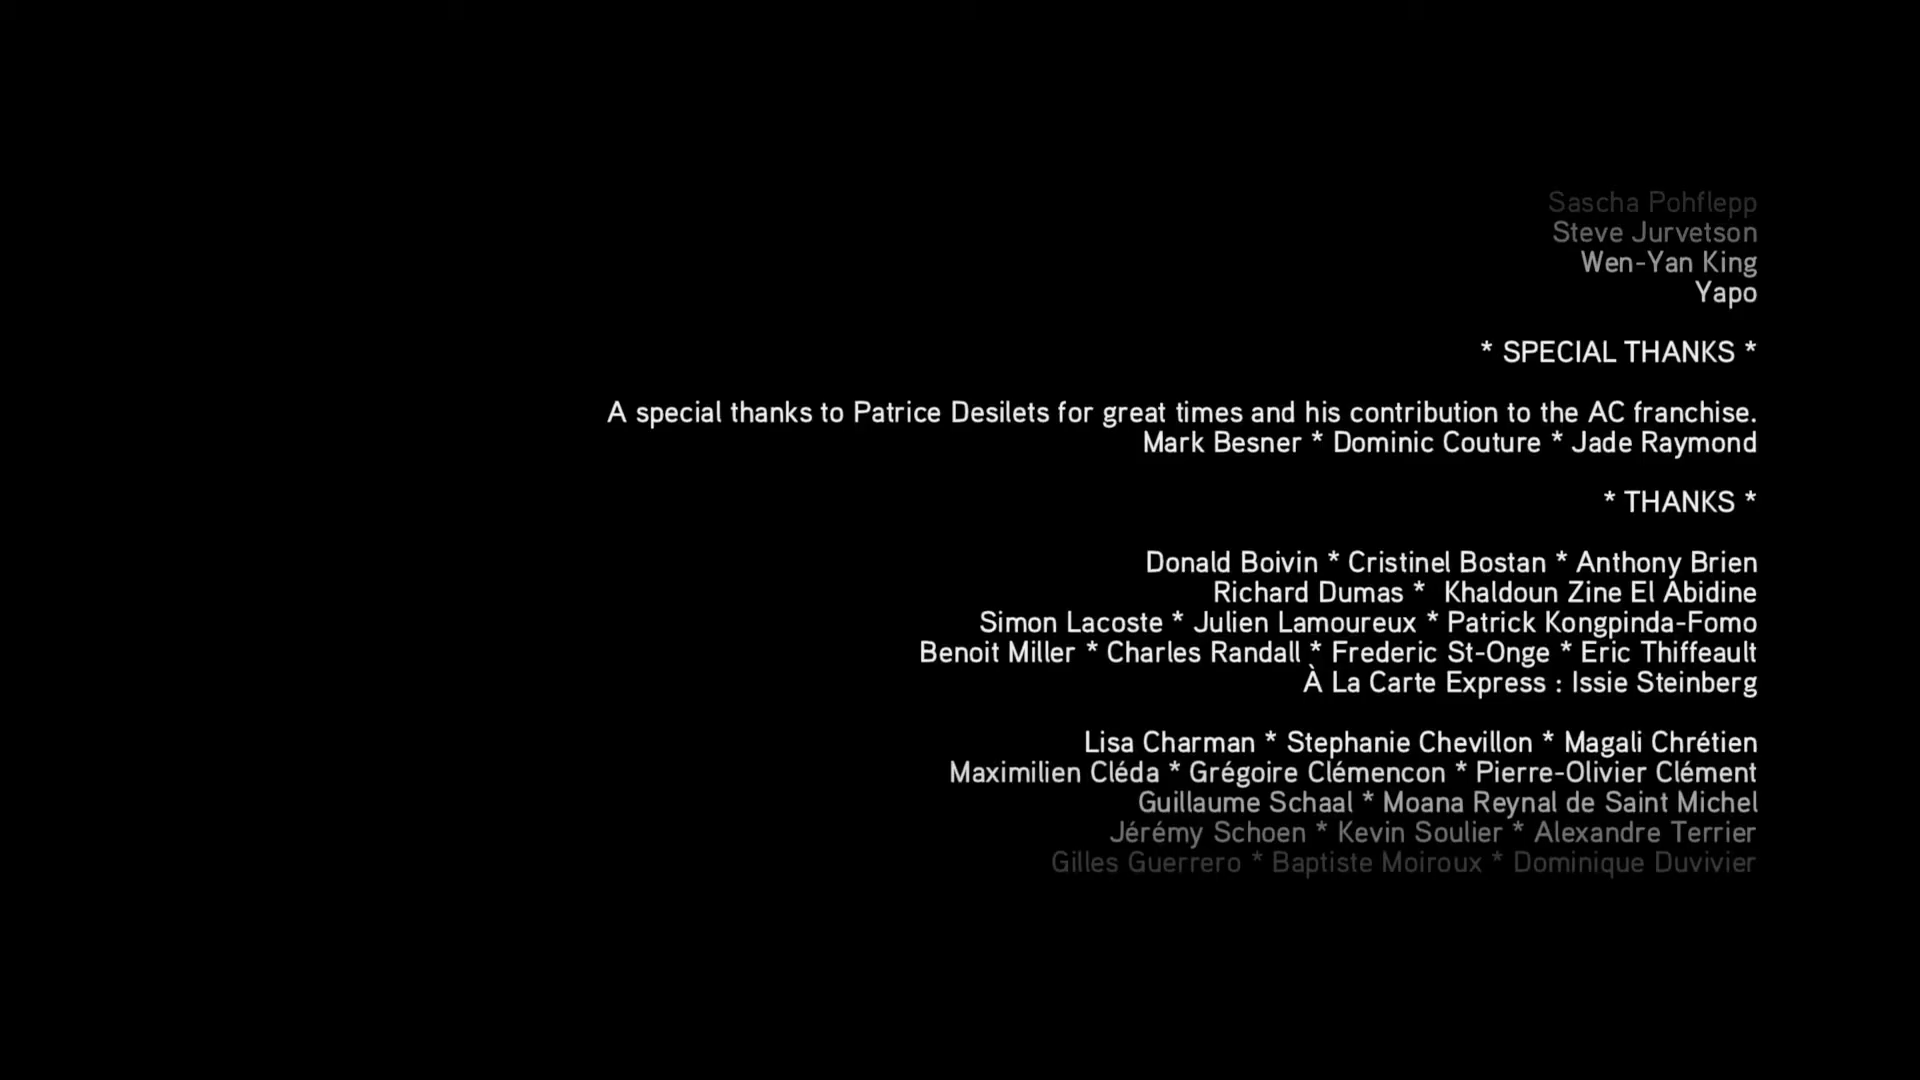 Sascha Pohflepp
Steve Jurvetson
Wen-Yan King
Yapo
* SPECIAL THANKS *
A special thanks to Patrice Desilets for great times and his contribution to the AC franchise.
Mark Besner * Dominic Couture * Jade Raymond
* THANKS *
Donald Boivin * Cristinel Bostan * Anthony Brien
Richard Dumas * Khaldoun Zine El Abidine
Simon Lacoste * Julien Lamoureux * Patrick Kongpinda-Fomo
Benoit Miller * Charles Randall * Frederic St-Onge * Eric Thiffeault
À La Carte Express : Issie Steinberg
Lisa Charman * Stephanie Chevillon * Magali Chrétien
Maximilien Cléda * Grégoire Clémencon * Pierre-Olivier Clément
Guillaume Schaal * Moana Reynal de Saint Michel
Jérémy Schoen * Kevin Soulier * Alexandre Terrier
Gilles Guerrero * Baptiste Moiroux * Dominique Duvivier